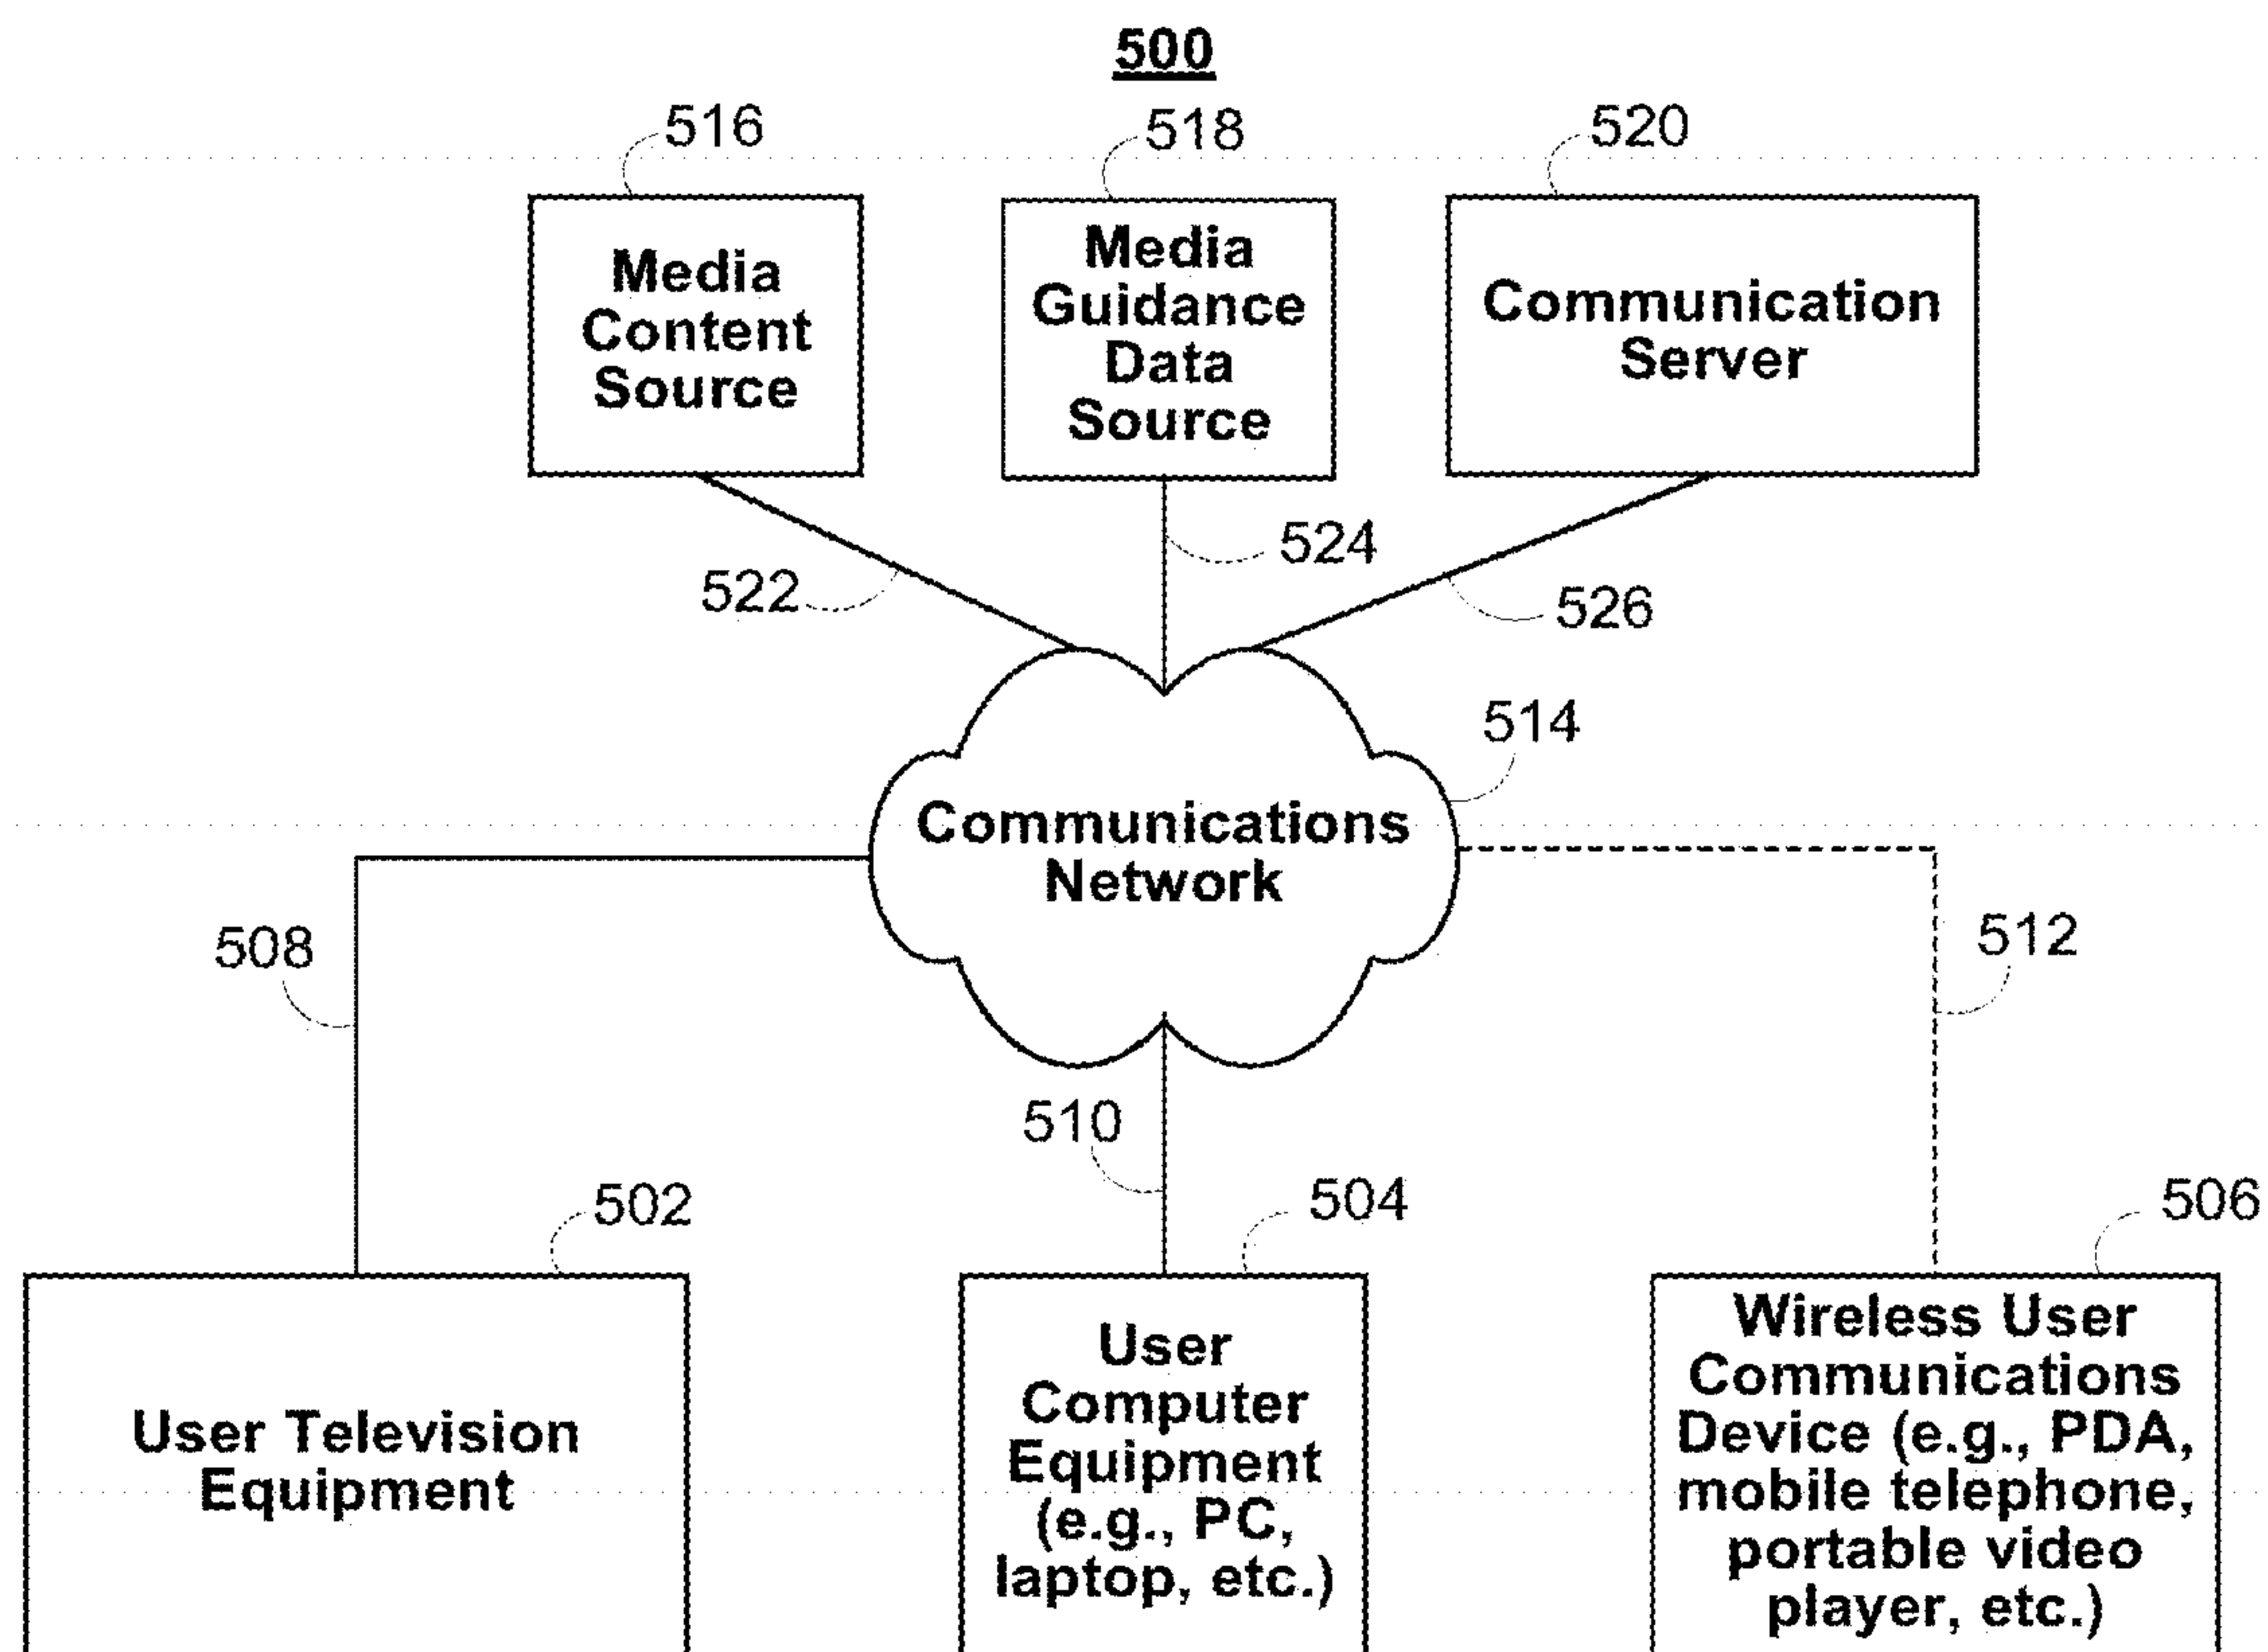 500
516
518
520
Media
Content
Source
Media
Guidance
Data
Source
Communication
Server
522
524
526
514
Communications
Network
508
512
510
502
504
506
User Television
Equipment
User
Computer
Equipment
(e.g., PC,
laptop, etc.)
Wireless User
Communications
Device (e.g., PDA,
mobile telephone,
portable video
player, etc.)